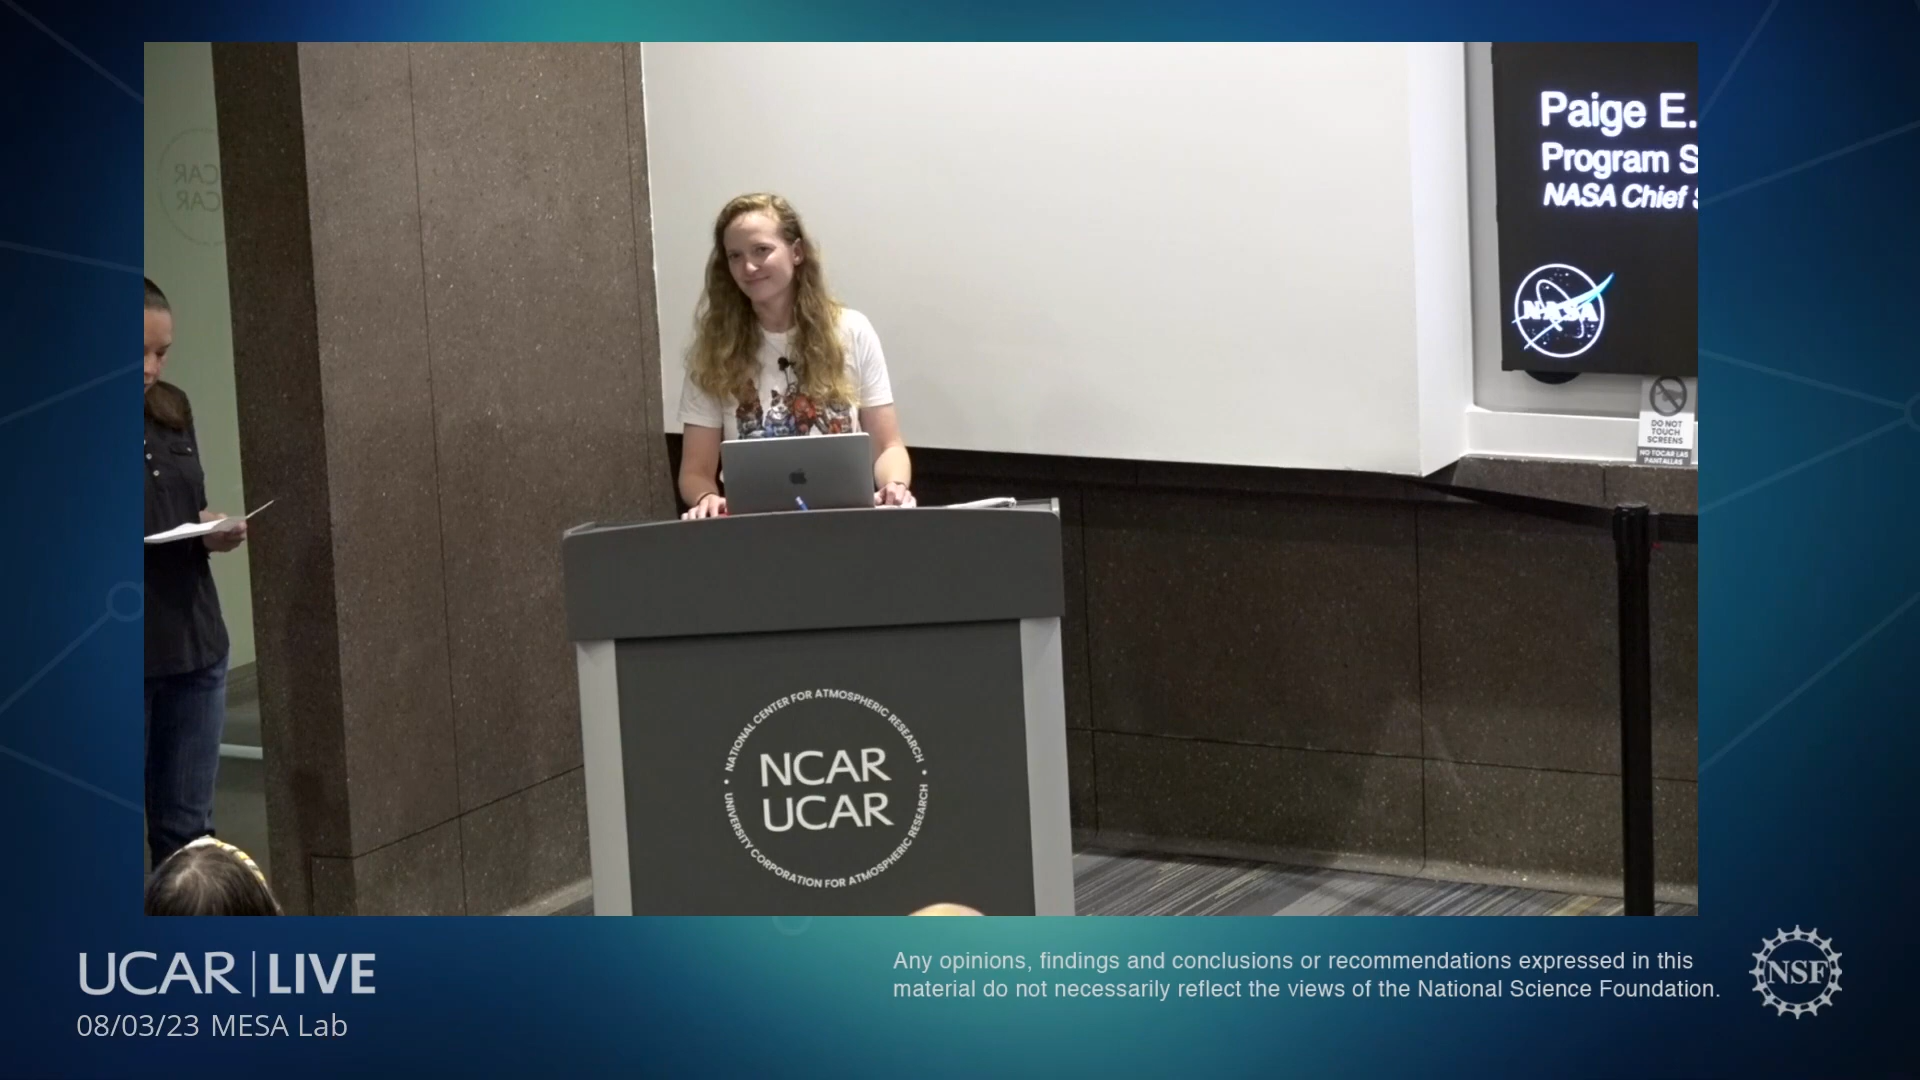 Paige E.
Program S
NASA Chief S
NASA
DO NOT
TOUCH
SCREENS
NO TOCAR LAS
PANTALLAS
NATIONAL CENTER FOR ATMOSPHERIC RESEARCH
NCAR
UCAR
UNIVERSITY CORPORATION FOR ATMOSPHERIC RESEARCH
UCAR | LIVE
08/03/23 MESA Lab
Any opinions, findings and conclusions or recommendations expressed in this
material do not necessarily reflect the views of the National Science Foundation.
NSF